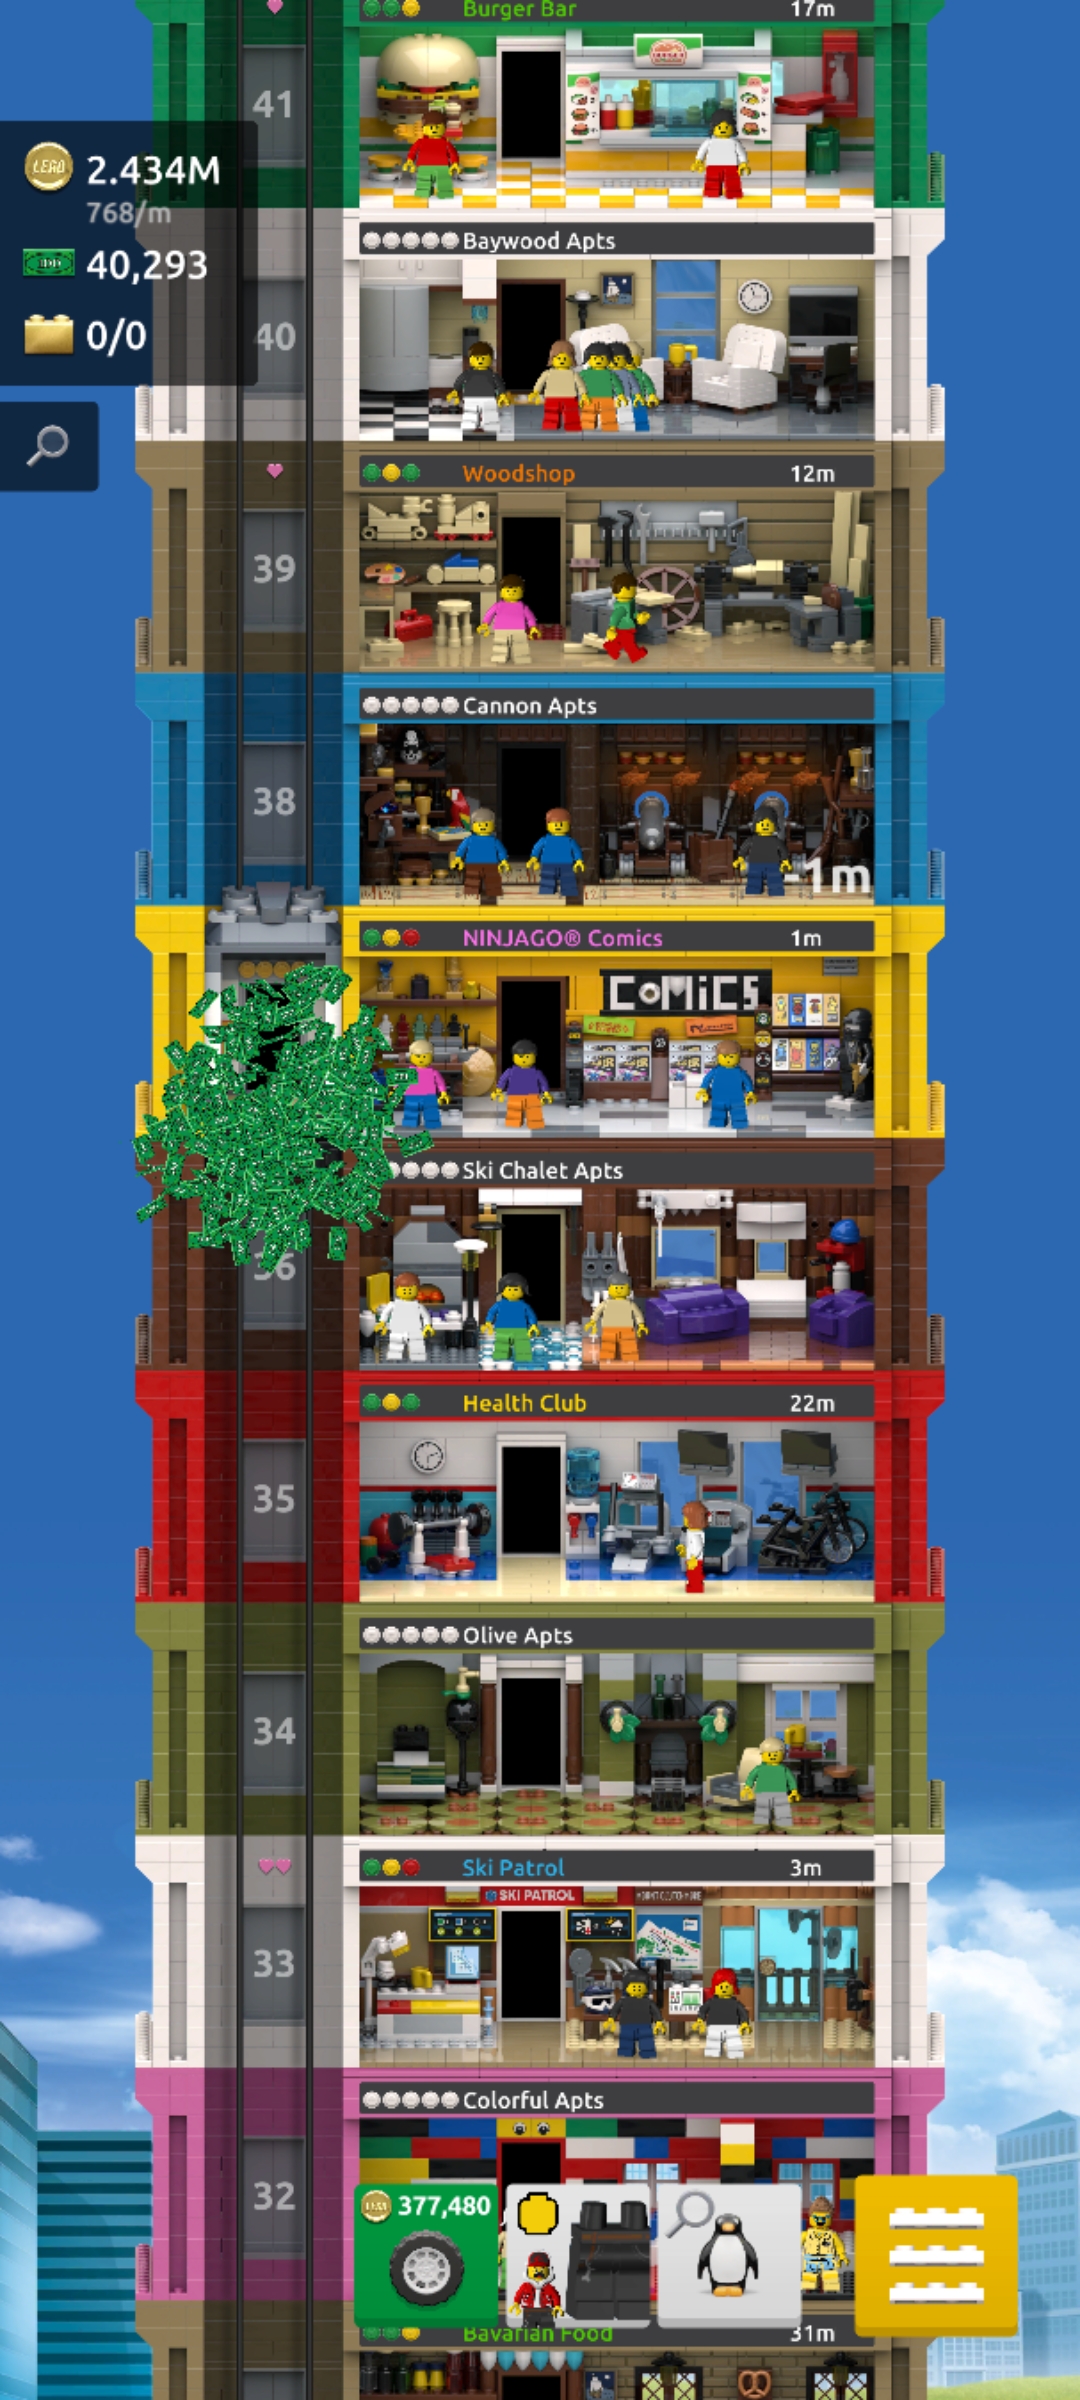 Burger Bar 17m
41
LEGO 2.434M
768/m
40,293
0/0
Baywood Apts
40
Woodshop 12m
39
Cannon Apts
38
-1m
NINJAGO® Comics 1m
COMiCS
Ski Chalet Apts
36
Health Club 22m
35
Olive Apts
34
Ski Patrol 3m
SKI PATROL
33
Colorful Apts
32
377,480
Bavarian Food 31m